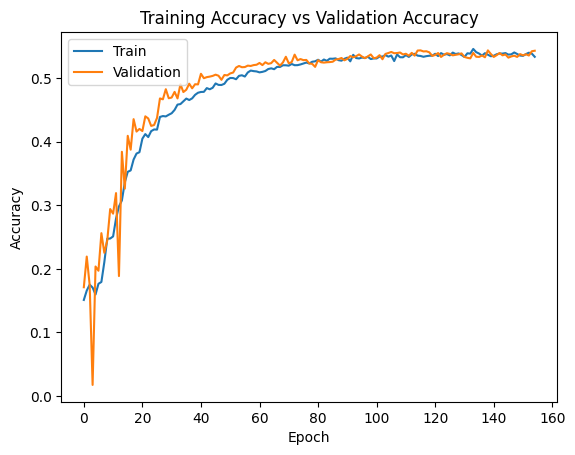 Training Accuracy vs Validation Accuracy
Train
Validation
0.5
0.4
0.3
0.2
0.1
0.0
Accuracy
0 20 40 60 80 100 120 140 160
Epoch